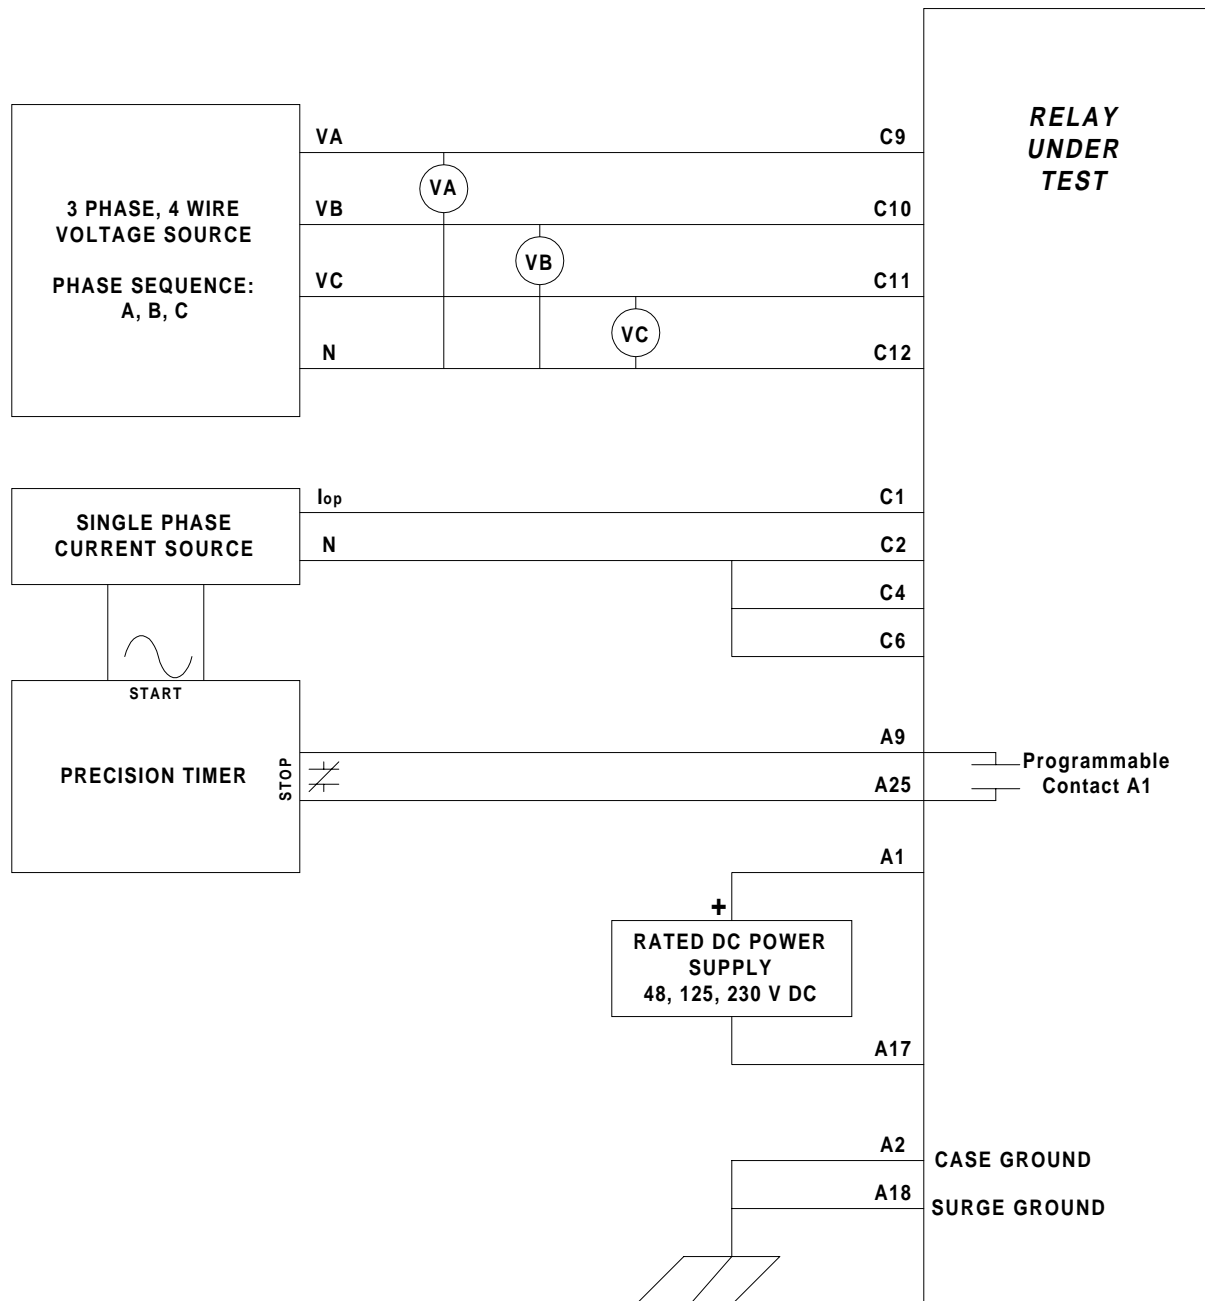 RELAY
UNDER
TEST
3 PHASE, 4 WIRE
VOLTAGE SOURCE
PHASE SEQUENCE:
A, B, C
VA
VA
C9
VB
VB
C10
VC
VC
C11
N
C12
SINGLE PHASE
CURRENT SOURCE
Iop
C1
N
C2
C4
C6
START
PRECISION TIMER
STOP
A9
A25
Programmable
Contact A1
A1
+
RATED DC POWER
SUPPLY
48, 125, 230 V DC
A17
A2
CASE GROUND
A18
SURGE GROUND